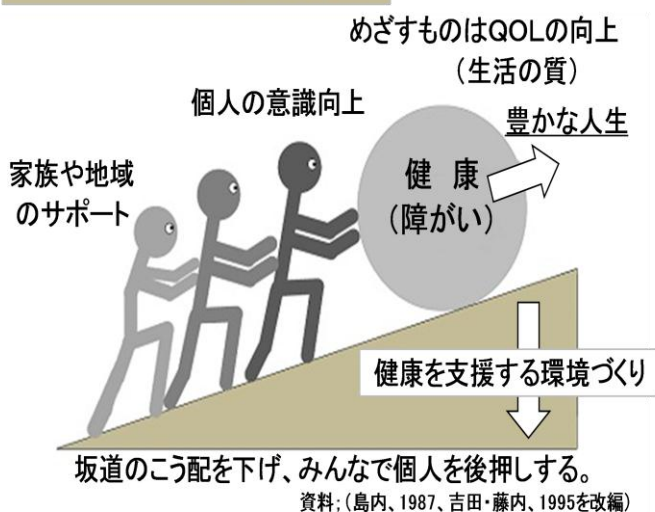 めざすものはQOLの向上
（生活の質）
個人の意識向上
豊かな人生
家族や地域
のサポート
健 康
（障がい）
健康を支援する環境づくり
坂道のこう配を下げ、みんなで個人を後押しする。
資料;（島内、1987、吉田・藤内、1995を改編）